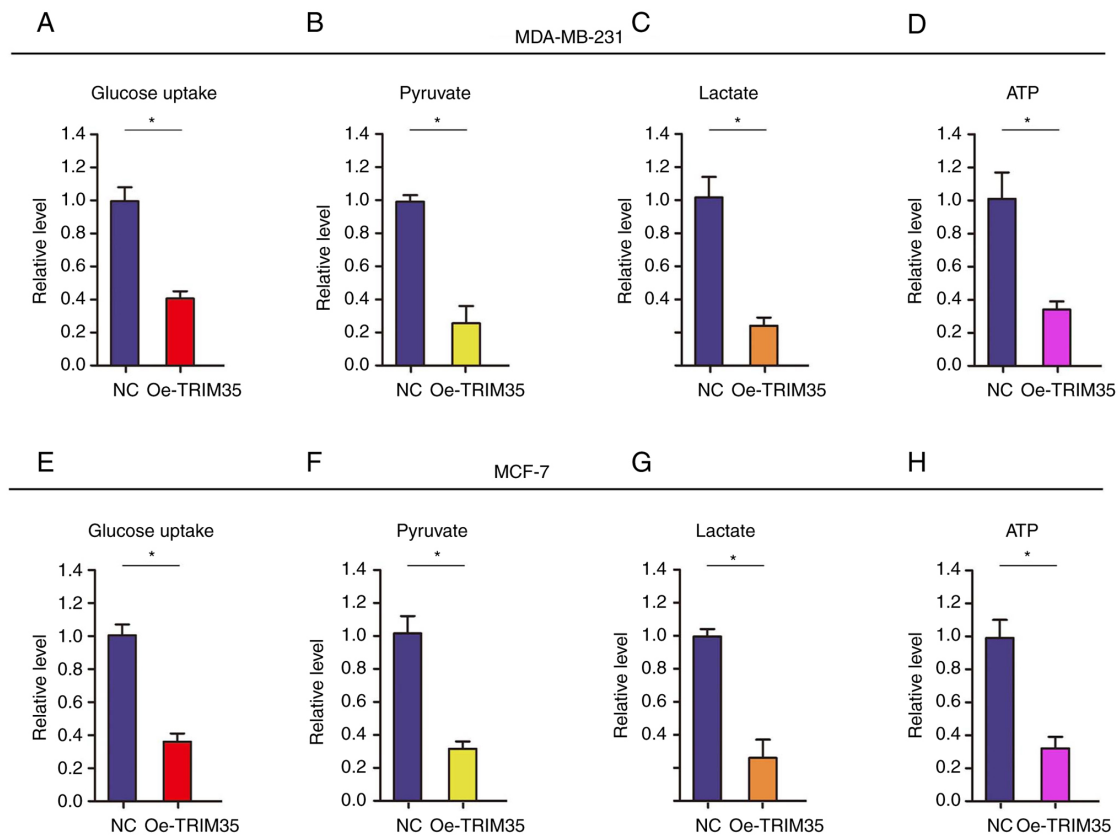 A B C D
MDA-MB-231
Glucose uptake Pyruvate Lactate ATP
* * * *
1.4 1.4 1.4 1.4
1.2 1.2 1.2 1.2
1.0 1.0 1.0 1.0
0.8 0.8 0.8 0.8
0.6 0.6 0.6 0.6
0.4 0.4 0.4 0.4
0.2 0.2 0.2
0.0 0.0 0.0
Relative level Relative level Relative level Relative level
NC Oe-TRIM35 NC Oe-TRIM35 NC Oe-TRIM35 NC Oe-TRIM35
E F G H
MCF-7
Glucose uptake Pyruvate Lactate ATP
* * * *
1.4 1.4 1.4 1.4
1.2 1.2 1.2 1.2
1.0 1.0 1.0 1.0
0.8 0.8 0.8 0.8
0.6 0.6 0.6 0.6
0.4 0.4 0.4 0.4
0.2 0.2 0.2
0.0 0.0 0.0
Relative level Relative level Relative level Relative level
NC Oe-TRIM35 NC Oe-TRIM35 NC Oe-TRIM35 NC Oe-TRIM35